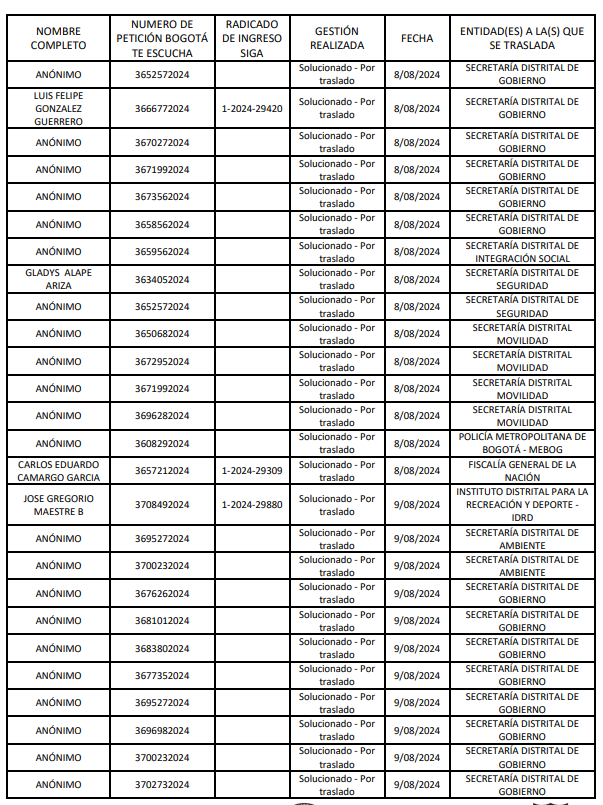 NOMBRE COMPLETO | NUMERO DE PETICIÓN BOGOTÁ TE ESCUCHA | RADICADO DE INGRESO SIGA | GESTIÓN REALIZADA | FECHA | ENTIDAD(ES) A LA(S) QUE SE TRASLADA
ANÓNIMO | 3652572024 | | Solucionado - Por traslado | 8/08/2024 | SECRETARÍA DISTRITAL DE GOBIERNO
LUIS FELIPE GONZALEZ GUERRERO | 3666772024 | 1-2024-29420 | Solucionado - Por traslado | 8/08/2024 | SECRETARÍA DISTRITAL DE GOBIERNO
ANÓNIMO | 3670272024 | | Solucionado - Por traslado | 8/08/2024 | SECRETARÍA DISTRITAL DE GOBIERNO
ANÓNIMO | 3671992024 | | Solucionado - Por traslado | 8/08/2024 | SECRETARÍA DISTRITAL DE GOBIERNO
ANÓNIMO | 3673562024 | | Solucionado - Por traslado | 8/08/2024 | SECRETARÍA DISTRITAL DE GOBIERNO
ANÓNIMO | 3658562024 | | Solucionado - Por traslado | 8/08/2024 | SECRETARÍA DISTRITAL DE GOBIERNO
ANÓNIMO | 3659562024 | | Solucionado - Por traslado | 8/08/2024 | SECRETARÍA DISTRITAL DE INTEGRACIÓN SOCIAL
GLADYS ALAPE ARIZA | 3634052024 | | Solucionado - Por traslado | 8/08/2024 | SECRETARÍA DISTRITAL DE SEGURIDAD
ANÓNIMO | 3652572024 | | Solucionado - Por traslado | 8/08/2024 | SECRETARÍA DISTRITAL DE SEGURIDAD
ANÓNIMO | 3650682024 | | Solucionado - Por traslado | 8/08/2024 | SECRETARÍA DISTRITAL MOVILIDAD
ANÓNIMO | 3672952024 | | Solucionado - Por traslado | 8/08/2024 | SECRETARÍA DISTRITAL MOVILIDAD
ANÓNIMO | 3671992024 | | Solucionado - Por traslado | 8/08/2024 | SECRETARÍA DISTRITAL MOVILIDAD
ANÓNIMO | 3696282024 | | Solucionado - Por traslado | 8/08/2024 | SECRETARÍA DISTRITAL MOVILIDAD
ANÓNIMO | 3608292024 | | Solucionado - Por traslado | 8/08/2024 | POLICÍA METROPOLITANA DE BOGOTÁ - MEBOG
CARLOS EDUARDO CAMARGO GARCIA | 3657212024 | 1-2024-29309 | Solucionado - Por traslado | 8/08/2024 | FISCALÍA GENERAL DE LA NACIÓN
JOSE GREGORIO MAESTRE B | 3708492024 | 1-2024-29880 | Solucionado - Por traslado | 9/08/2024 | INSTITUTO DISTRITAL PARA LA RECREACIÓN Y DEPORTE - IDRD
ANÓNIMO | 3695272024 | | Solucionado - Por traslado | 9/08/2024 | SECRETARÍA DISTRITAL DE AMBIENTE
ANÓNIMO | 3700232024 | | Solucionado - Por traslado | 9/08/2024 | SECRETARÍA DISTRITAL DE AMBIENTE
ANÓNIMO | 3676262024 | | Solucionado - Por traslado | 9/08/2024 | SECRETARÍA DISTRITAL DE GOBIERNO
ANÓNIMO | 3681012024 | | Solucionado - Por traslado | 9/08/2024 | SECRETARÍA DISTRITAL DE GOBIERNO
ANÓNIMO | 3683802024 | | Solucionado - Por traslado | 9/08/2024 | SECRETARÍA DISTRITAL DE GOBIERNO
ANÓNIMO | 3677352024 | | Solucionado - Por traslado | 9/08/2024 | SECRETARÍA DISTRITAL DE GOBIERNO
ANÓNIMO | 3695272024 | | Solucionado - Por traslado | 9/08/2024 | SECRETARÍA DISTRITAL DE GOBIERNO
ANÓNIMO | 3696982024 | | Solucionado - Por traslado | 9/08/2024 | SECRETARÍA DISTRITAL DE GOBIERNO
ANÓNIMO | 3700232024 | | Solucionado - Por traslado | 9/08/2024 | SECRETARÍA DISTRITAL DE GOBIERNO
ANÓNIMO | 3702732024 | | Solucionado - Por traslado | 9/08/2024 | SECRETARÍA DISTRITAL DE GOBIERNO